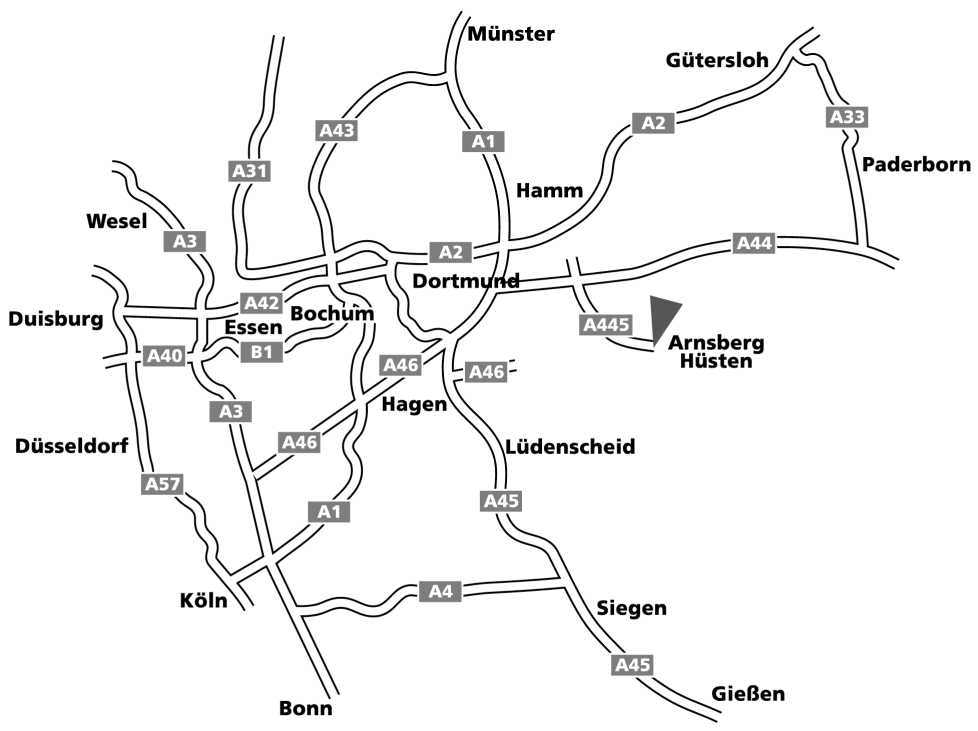 Münster
Gütersloh
A33
A2
A43
A1
Paderborn
A31
Hamm
Wesel
A3
A2
A44
Dortmund
A42
Bochum
Duisburg
Essen
A445
Arnsberg
Hüsten
B1
A40
A46
A46
Hagen
A3
A46
Düsseldorf
Lüdenscheid
A57
A45
A1
A4
Köln
Siegen
A45
Gießen
Bonn